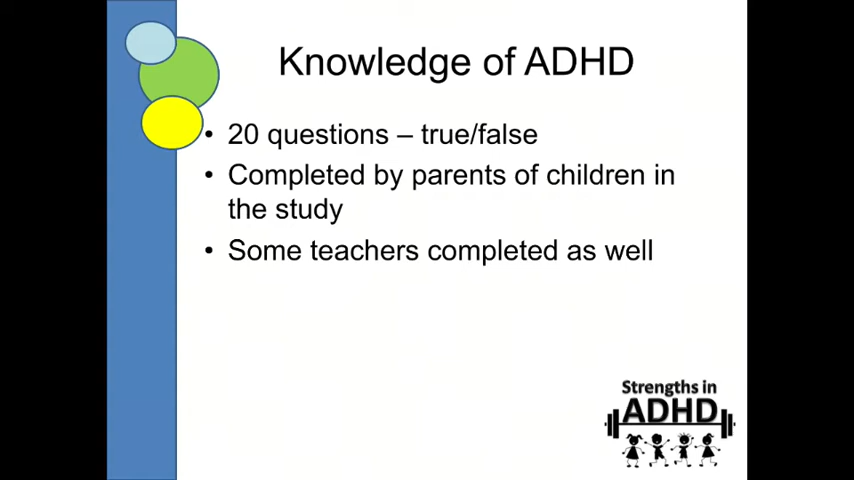 Knowledge of ADHD
• 20 questions – true/false
• Completed by parents of children in
the study
• Some teachers completed as well
Strengths in
ADHD